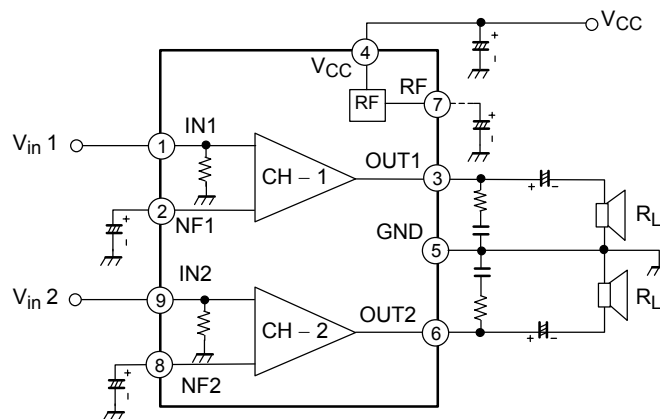 VCC
4
VCC
RF
RF
7
Vin 1
1
IN1
CH – 1
OUT1
3
+
–
RL
2
NF1
GND
5
Vin 2
9
IN2
CH – 2
OUT2
6
+
–
RL
8
NF2
+
–
+
–
+
–
+
–